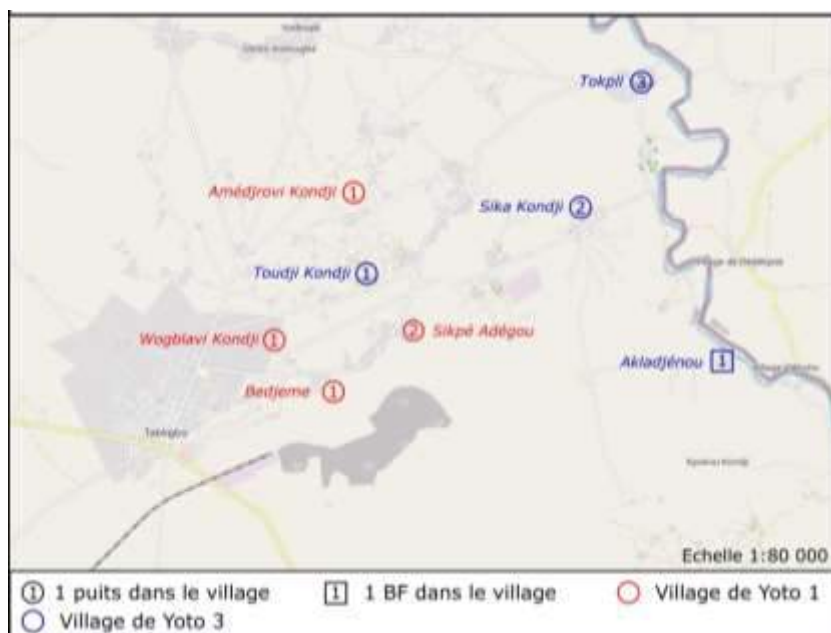 Tokpli 3
Amédjrovi Kondji 1
Sika Kondji 2
Toudji Kondji 1
Wogblavi Kondji 1
2 Sikpé Adégou
Akladjénou 1
Bedjeme 1
Tabligbo
Echelle 1:80 000
1 1 puits dans le village
1 1 BF dans le village
Village de Yoto 1
Village de Yoto 3